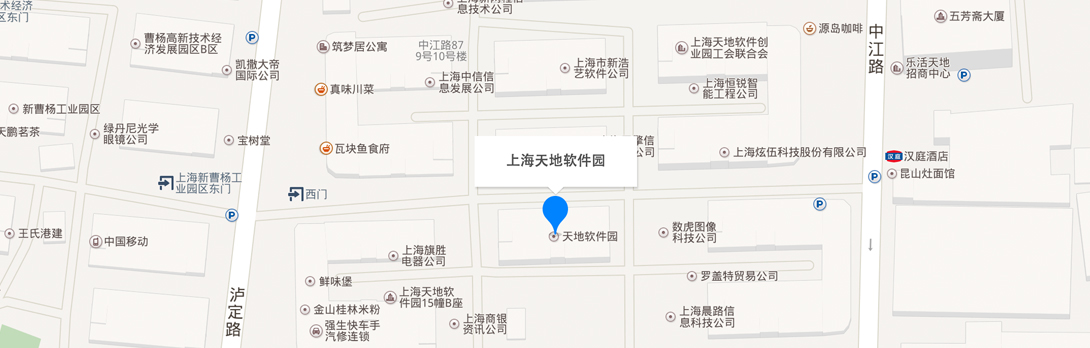 术经济
区东门
曹杨高新技术经
济发展园区B区
凯撒大帝
国际公司
新曹杨工业园区
天鹏茗茶
绿丹尼光学
眼镜公司
宝树堂
上海新曹杨工
业园区东门
王氏港建
中国移动
泸定路
息技术公司
筑梦居公寓
中江路87
9号10号楼
真味川菜
上海中信信
息发展公司
瓦块鱼食府
西门
上海市新浩
艺软件公司
上海天地软件创
业园工会联合会
上海恒锐智
能工程公司
擎信
公司
上海炫伍科技股份有限公司
源岛咖啡
中江路
五芳斋大厦
乐活天地
招商中心
汉庭
汉庭酒店
昆山灶面馆
上海天地软件园
天地软件园
数虎图像
科技公司
罗盖特贸易公司
上海晨路信
息科技公司
上海旗胜
电器公司
鲜味堡
上海天地软
件园15幢B座
金山桂林米粉
强生快车手
汽修连锁
上海商银
资讯公司
P
P
P
P
P